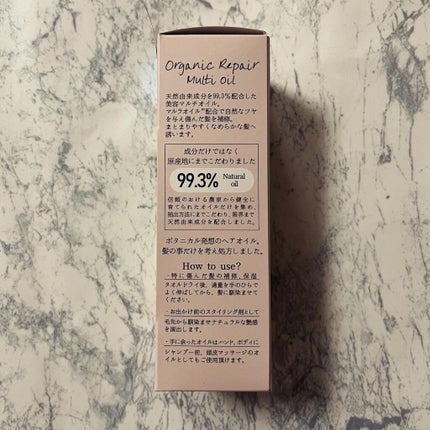 Organic Repair
Multi Oil
天然由来成分を99.3%配合した
美容マルチオイル。
マルラオイル*配合で自然なツヤ
を与え傷んだ髪を補修。
まとまりやすくなめらかな髪へ
誘います。
成分だけではなく
原産地にまでこだわりました
99.3% Natural oil
信頼のおける農家から健全に
育てられたオイルだけを集め、
抽出方法にまでこだわり、限界まで
天然由来成分を配合しました。
ボタニカル発想のヘアオイル。
髪の事だけを考え処方しました。
How to use?
・特に傷んだ髪の補修、保湿
タオルドライ後、適量を手のひらで
よく伸ばしてから、髪に馴染ませて
ください。
・お出かけ前のスタイリング剤として
毛先から馴染ませナチュラルな艶感
を演出します。
・手に余ったオイルはハンド、ボディに
シャンプー前、頭皮マッサージのオ
イルとしてもご使用頂けます。